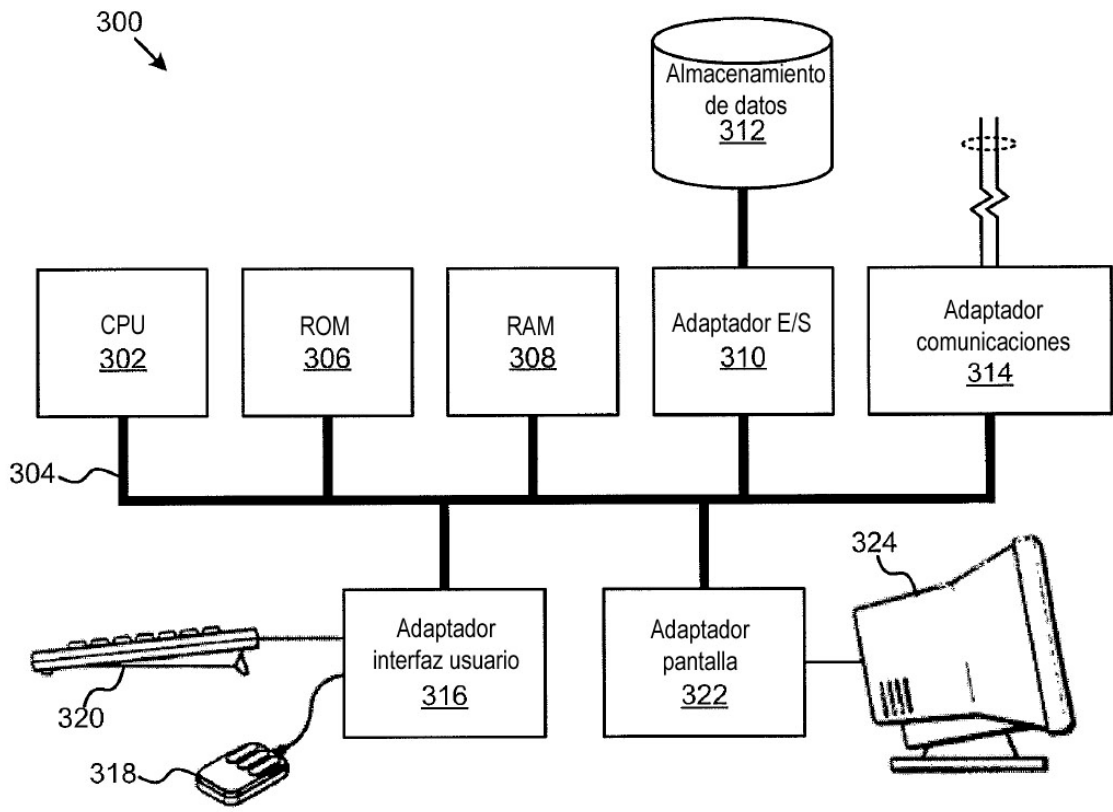 300
Almacenamiento
de datos
312
CPU
302
ROM
306
RAM
308
Adaptador E/S
310
Adaptador
comunicaciones
314
304
324
Adaptador
interfaz usuario
316
Adaptador
pantalla
322
320
318